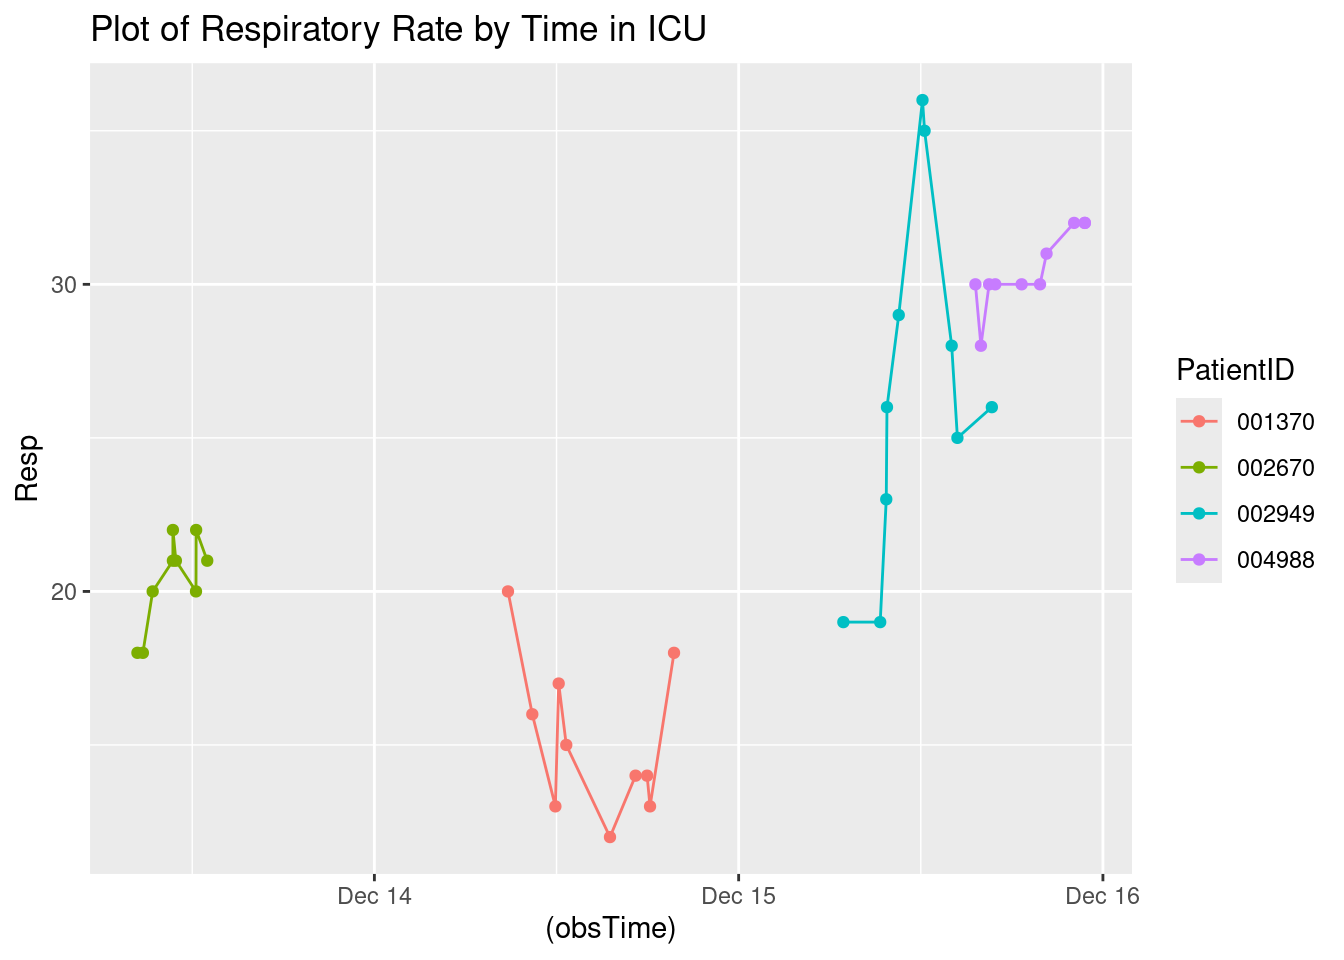 Plot of Respiratory Rate by Time in ICU
Resp
30
20
Dec 14
Dec 15
Dec 16
(obsTime)
PatientID
001370
002670
002949
004988